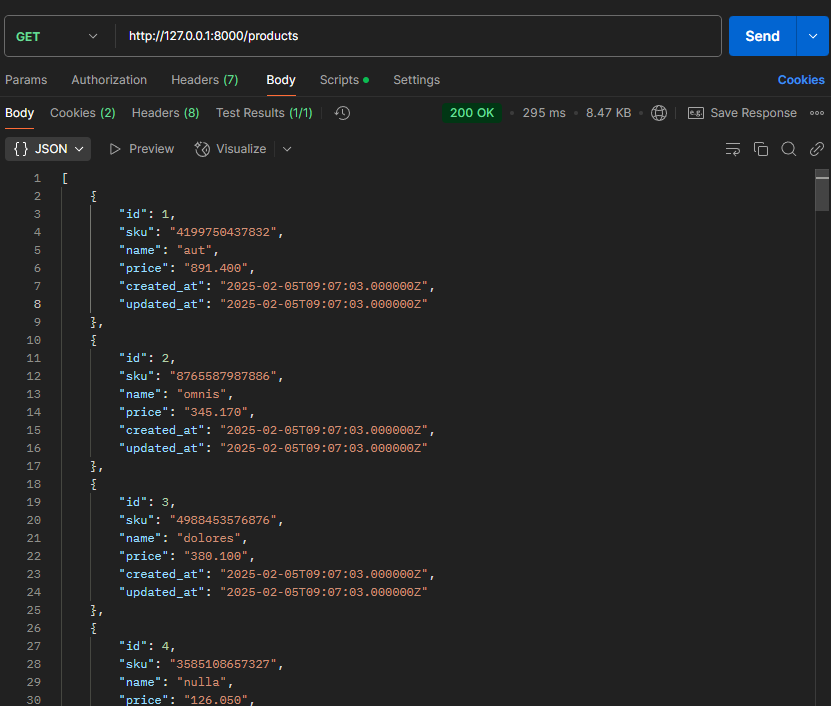 GET http://127.0.0.1:8000/products Send
Params Authorization Headers (7) Body Scripts Settings Cookies
Body Cookies (2) Headers (8) Test Results (1/1) 200 OK 295 ms 8.47 KB e.g. Save Response
{} JSON Preview Visualize
1 [
2 {
3 "id": 1,
4 "sku": "4199750437832",
5 "name": "aut",
6 "price": "891.400",
7 "created_at": "2025-02-05T09:07:03.000000Z",
8 "updated_at": "2025-02-05T09:07:03.000000Z"
9 },
10 {
11 "id": 2,
12 "sku": "8765587987886",
13 "name": "omnis",
14 "price": "345.170",
15 "created_at": "2025-02-05T09:07:03.000000Z",
16 "updated_at": "2025-02-05T09:07:03.000000Z"
17 },
18 {
19 "id": 3,
20 "sku": "4988453576876",
21 "name": "dolores",
22 "price": "380.100",
23 "created_at": "2025-02-05T09:07:03.000000Z",
24 "updated_at": "2025-02-05T09:07:03.000000Z"
25 },
26 {
27 "id": 4,
28 "sku": "3585108657327",
29 "name": "nulla",
30 "price": "126.050",